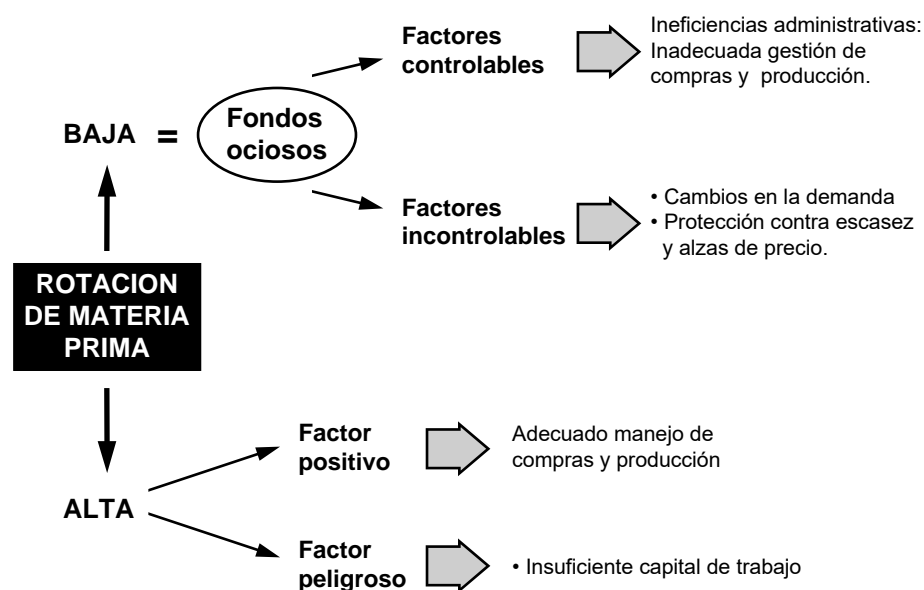 Factores
controlables
Ineficiencias administrativas:
Inadecuada gestión de
compras y producción.
BAJA =
Fondos
ociosos
Factores
incontrolables
• Cambios en la demanda
• Protección contra escasez
y alzas de precio.
ROTACION
DE MATERIA
PRIMA
Factor
positivo
Adecuado manejo de
compras y producción
ALTA
Factor
peligroso
• Insuficiente capital de trabajo